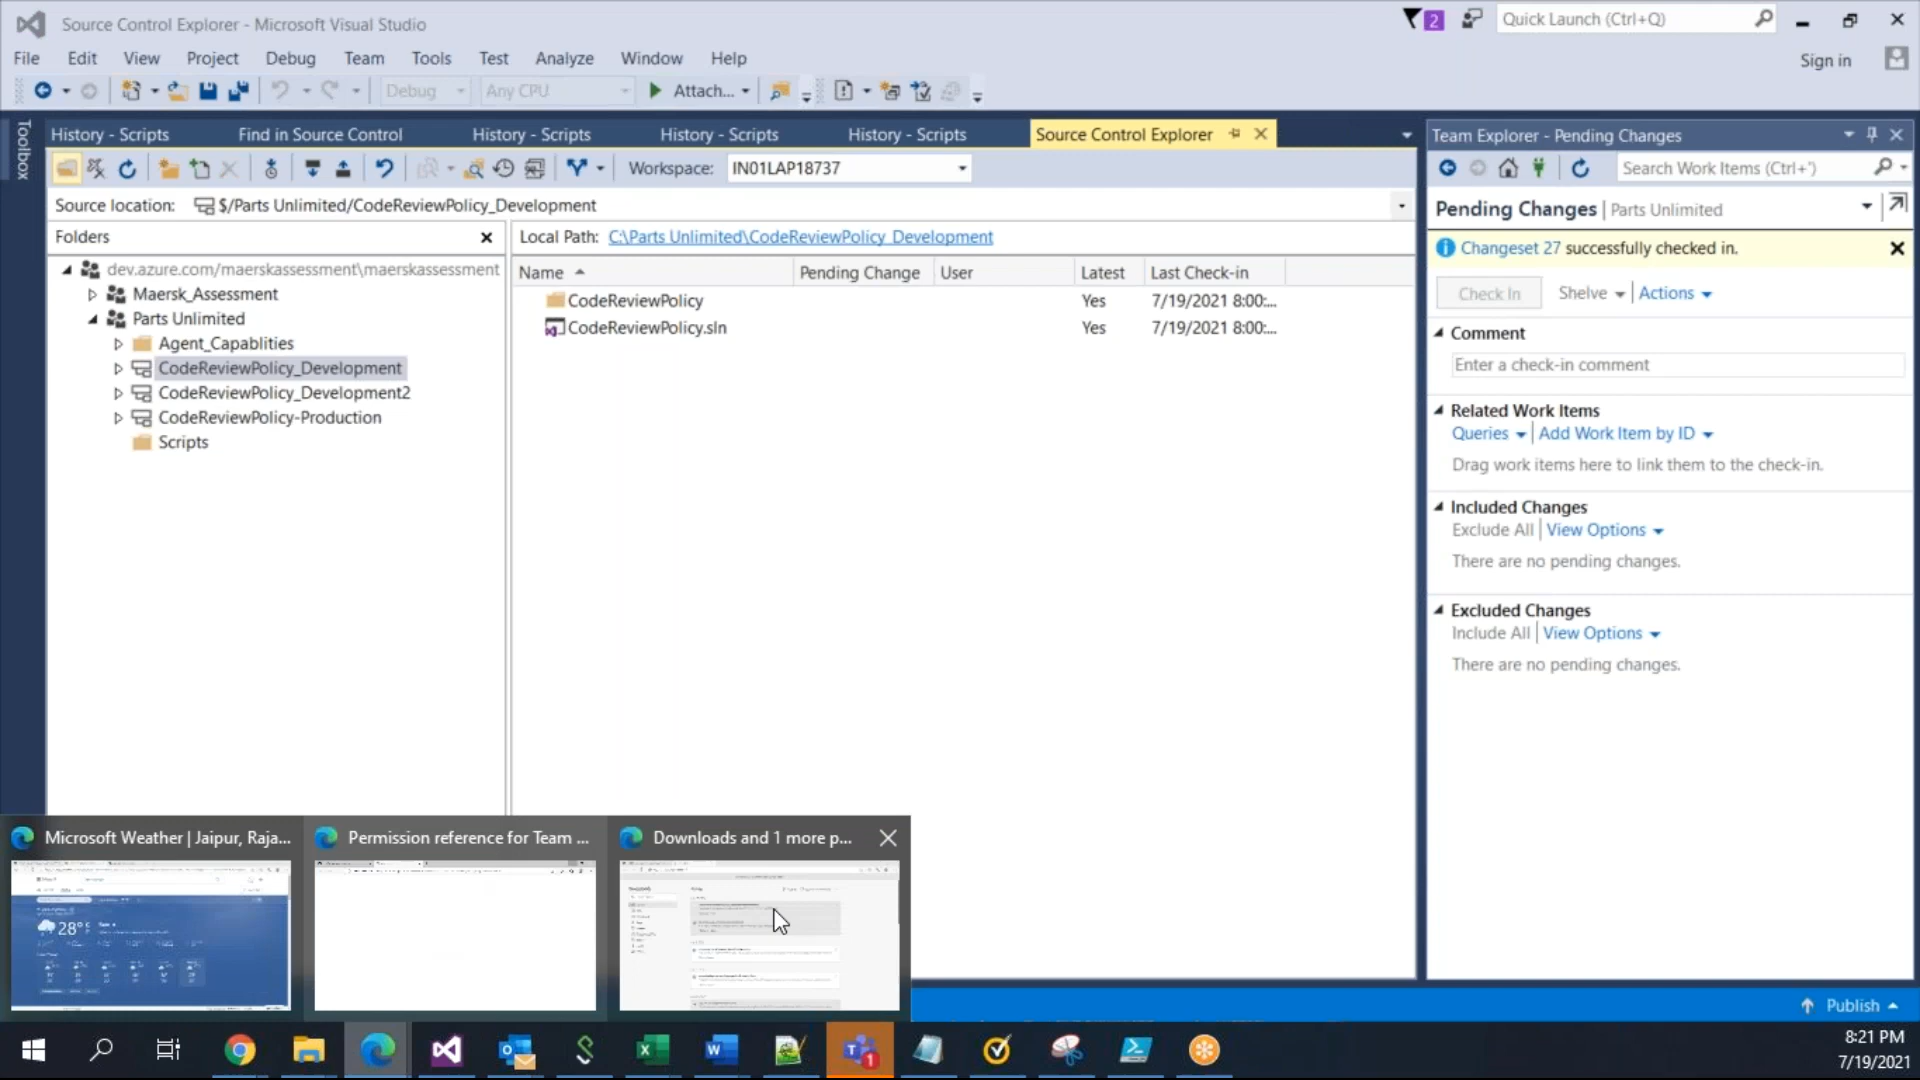 Source Control Explorer - Microsoft Visual Studio
2
Quick Launch (Ctrl+Q)
File Edit View Project Debug Team Tools Test Analyze Window Help
Sign in
Debug Any CPU Attach...
Toolbox
History - Scripts Find in Source Control History - Scripts History - Scripts History - Scripts Source Control Explorer
Workspace: IN01LAP18737
Source location: $/Parts Unlimited/CodeReviewPolicy_Development
Folders
dev.azure.com/maerskassessment\maerskassessment
Maersk_Assessment
Parts Unlimited
Agent_Capablities
CodeReviewPolicy_Development
CodeReviewPolicy_Development2
CodeReviewPolicy-Production
Scripts
Local Path: C:\Parts Unlimited\CodeReviewPolicy_Development
Name Pending Change User Latest Last Check-in
CodeReviewPolicy Yes 7/19/2021 8:00:...
CodeReviewPolicy.sln Yes 7/19/2021 8:00:...
Team Explorer - Pending Changes
Search Work Items (Ctrl+')
Pending Changes | Parts Unlimited
Changeset 27 successfully checked in.
Check In Shelve Actions
Comment
Enter a check-in comment
Related Work Items
Queries Add Work Item by ID
Drag work items here to link them to the check-in.
Included Changes
Exclude All View Options
There are no pending changes.
Excluded Changes
Include All View Options
There are no pending changes.
Microsoft Weather | Jaipur, Raja... Permission reference for Team ... Downloads and 1 more p...
28°
Publish
1
8:21 PM
7/19/2021